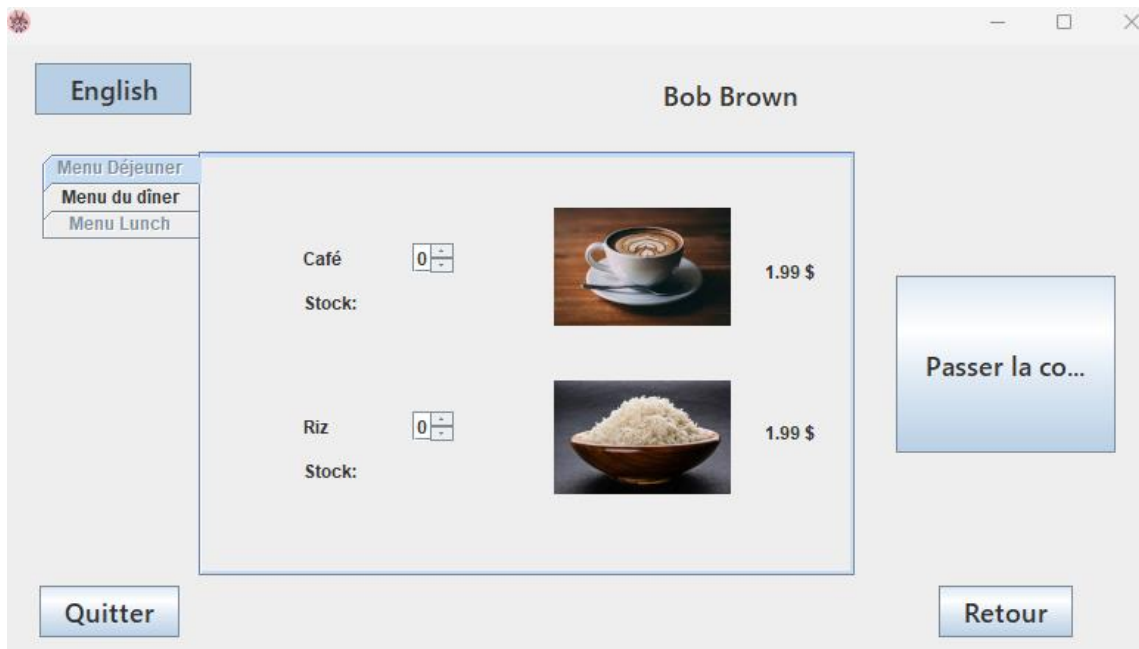 English
Bob Brown
Menu Déjeuner
Menu du dîner
Menu Lunch
Café
0
1.99 $
Stock:
Passer la co...
Riz
0
1.99 $
Stock:
Quitter
Retour